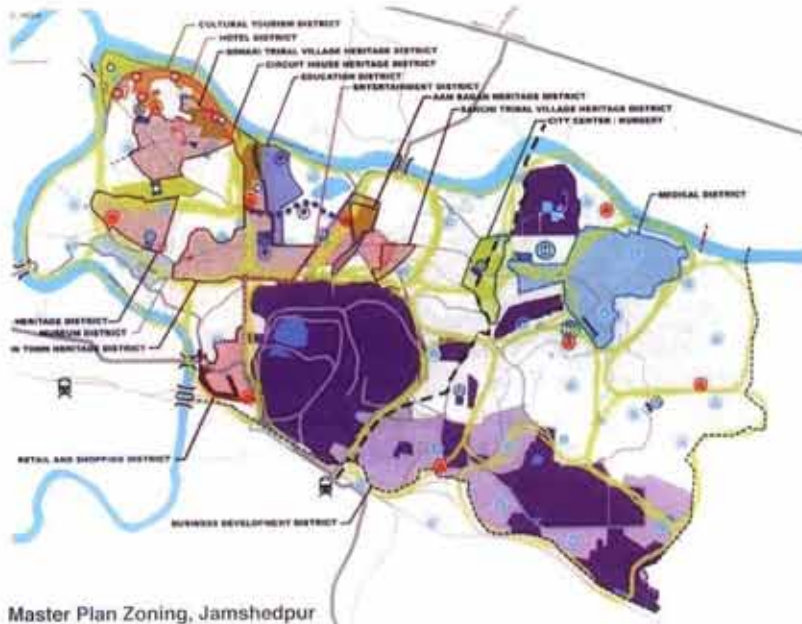 CULTURAL TOURISM DISTRICT
HOTEL DISTRICT
SONARI TRIBAL VILLAGE HERITAGE DISTRICT
CIRCUIT HOUSE HERITAGE DISTRICT
EDUCATION DISTRICT
ENTERTAINMENT DISTRICT
AAM BAGAN HERITAGE DISTRICT
SAKCHI TRIBAL VILLAGE HERITAGE DISTRICT
CITY CENTER / NURSERY
MEDICAL DISTRICT
HERITAGE DISTRICT
MUSEUM DISTRICT
IN TOWN HERITAGE DISTRICT
RETAIL AND SHOPPING DISTRICT
BUSINESS DEVELOPMENT DISTRICT
Master Plan Zoning, Jamshedpur